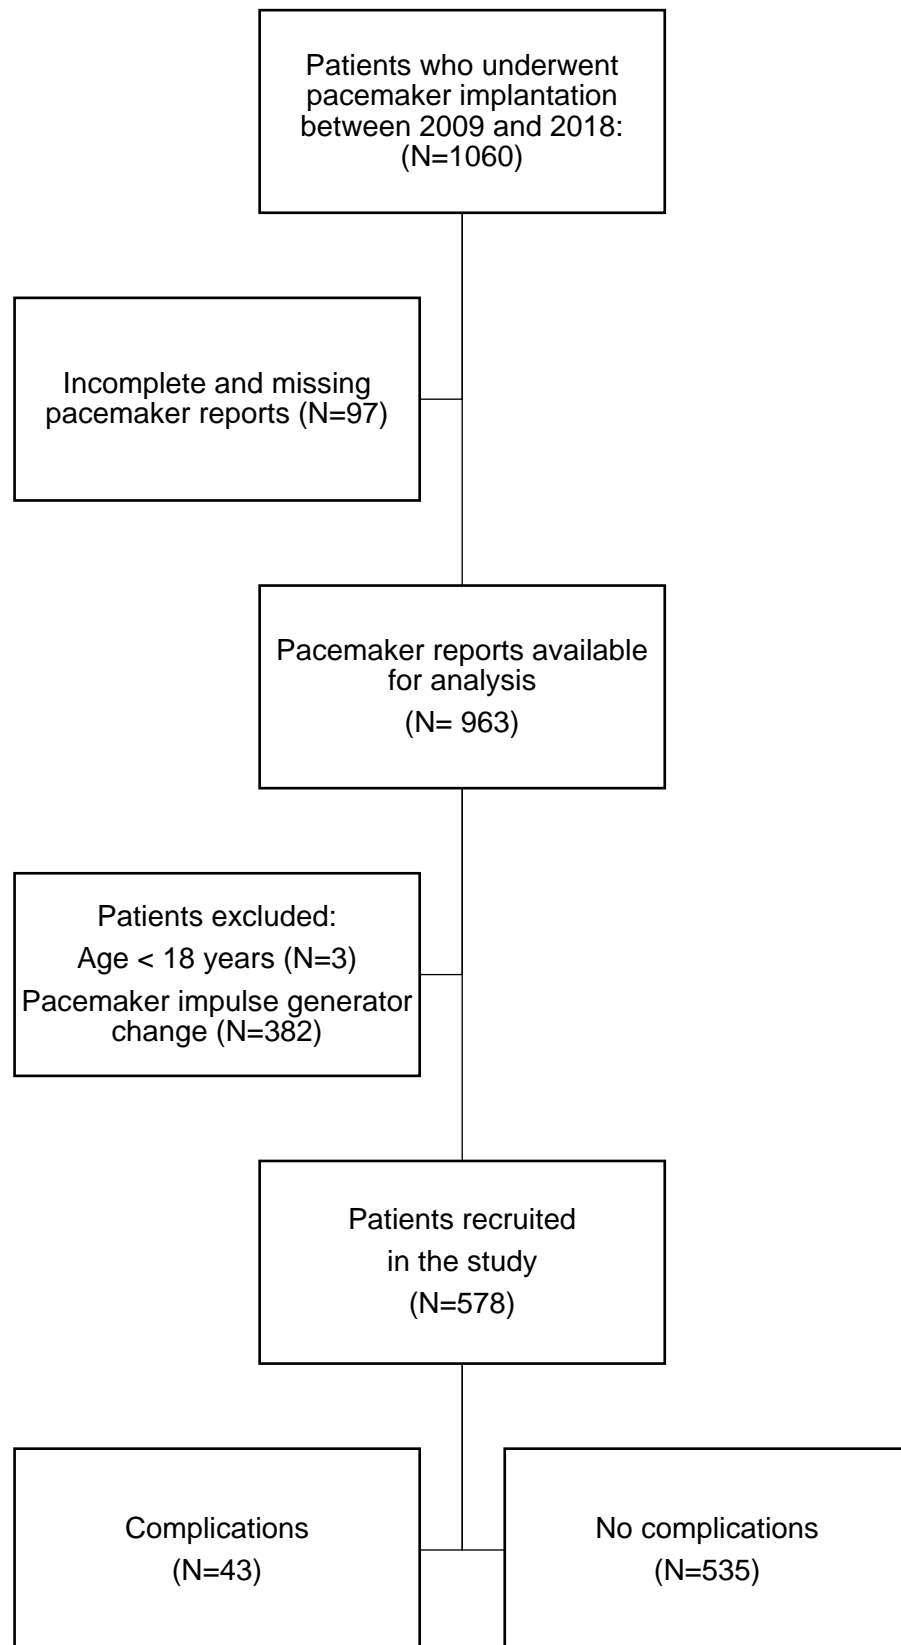 Patients who underwent
pacemaker implantation
between 2009 and 2018:
(N=1060)
Incomplete and missing
pacemaker reports (N=97)
Pacemaker reports available
for analysis
(N= 963)
Patients excluded:
Age < 18 years (N=3)
Pacemaker impulse generator
change (N=382)
Patients recruited
in the study
(N=578)
Complications
(N=43)
No complications
(N=535)